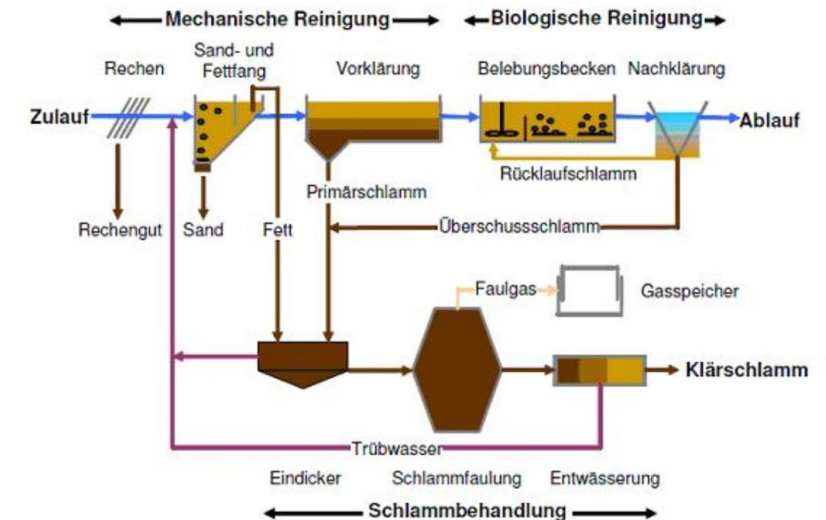 Mechanische Reinigung
Biologische Reinigung
Rechen
Sand- und
Fettfang
Vorklärung
Belebungsbecken
Nachklärung
Zulauf
Ablauf
Rücklaufschlamm
Primärschlamm
Rechengut
Sand
Fett
Überschussschlamm
Faulgas
Gasspeicher
Klärschlamm
Trübwasser
Eindicker
Schlammfaulung
Entwässerung
Schlammbehandlung